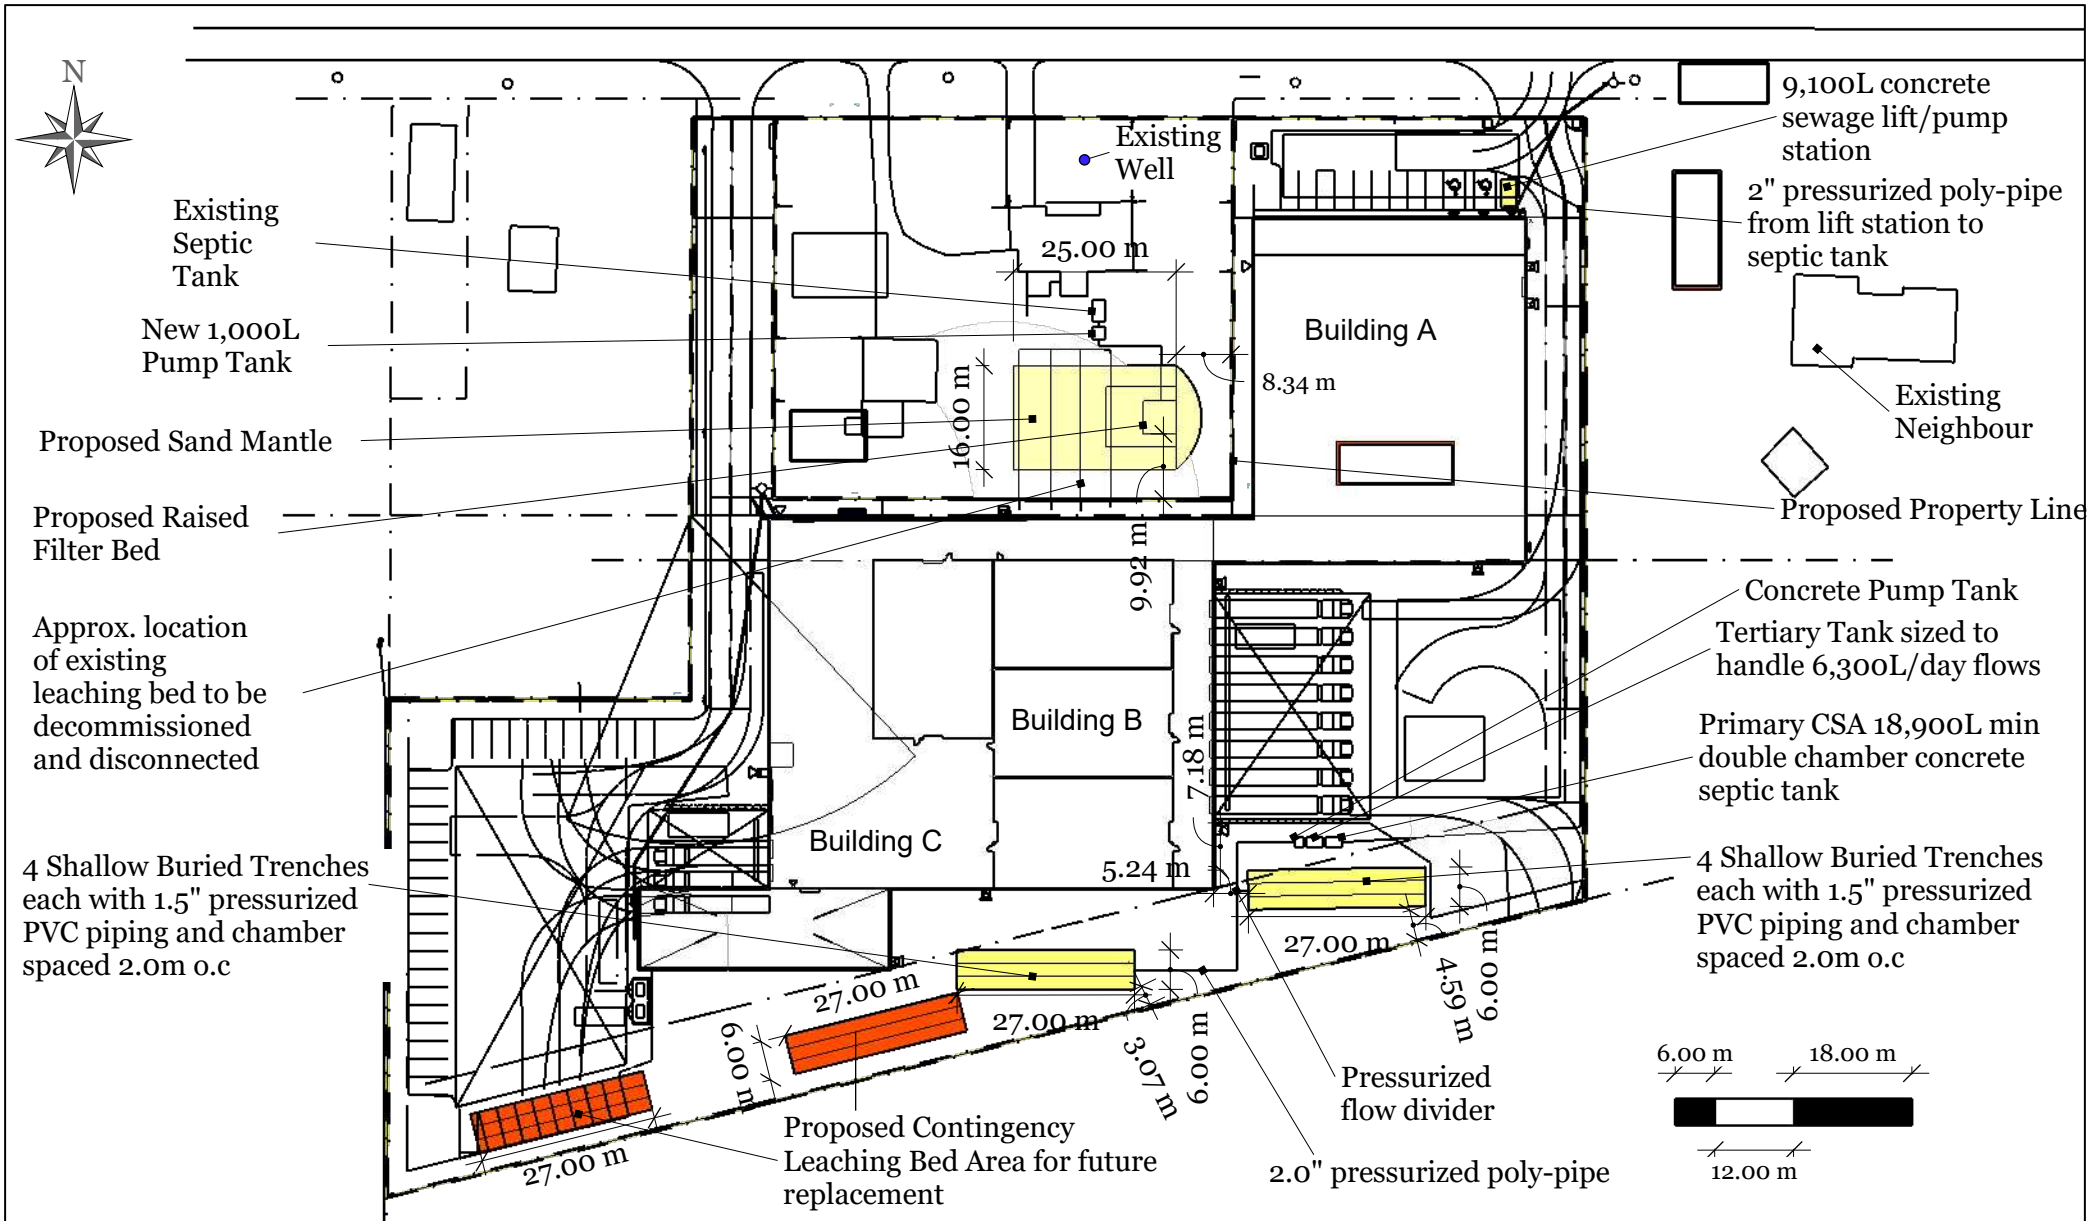 N
Existing
Septic
Tank
New 1,000L
Pump Tank
Proposed Sand Mantle
Proposed Raised
Filter Bed
Approx. location
of existing
leaching bed to be
decommissioned
and disconnected
4 Shallow Buried Trenches
each with 1.5" pressurized
PVC piping and chamber
spaced 2.0m o.c
Existing
Well
25.00 m
16.00 m
8.34 m
9.92 m
Building A
Building B
Building C
7.18 m
5.24 m
27.00 m
27.00 m
27.00 m
27.00 m
6.00 m
3.07 m
9.00 m
4.59 m
9.00 m
Proposed Contingency
Leaching Bed Area for future
replacement
Pressurized
flow divider
2.0" pressurized poly-pipe
9,100L concrete
sewage lift/pump
station
2" pressurized poly-pipe
from lift station to
septic tank
Existing
Neighbour
Proposed Property Line
Concrete Pump Tank
Tertiary Tank sized to
handle 6,300L/day flows
Primary CSA 18,900L min
double chamber concrete
septic tank
4 Shallow Buried Trenches
each with 1.5" pressurized
PVC piping and chamber
spaced 2.0m o.c
6.00 m
18.00 m
12.00 m